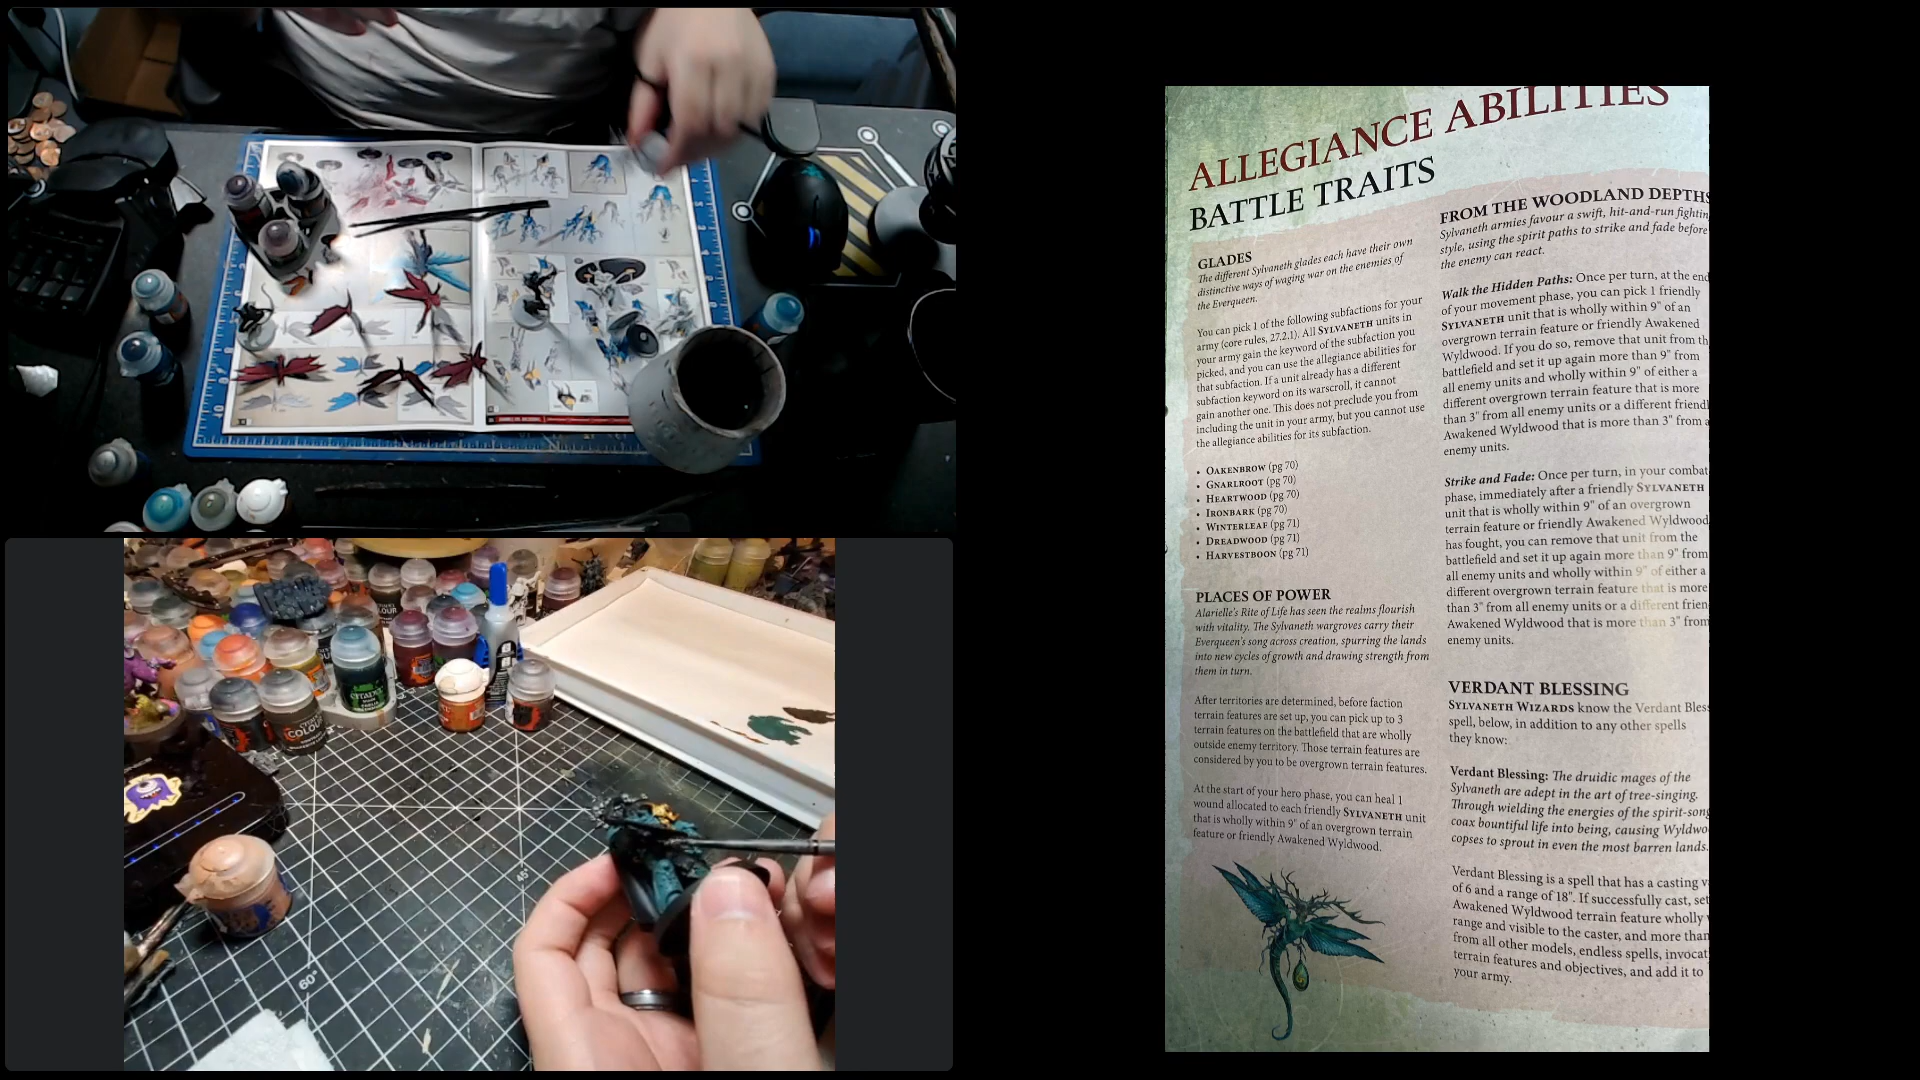 ALLEGIANCE ABILITIES
BATTLE TRAITS
GLADES
The different Sylvaneth glades each have their own
distinctive ways of waging war on the enemies of
the Everqueen.
You can pick 1 of the following subfactions for your
army (core rules, 27.2.1). All SYLVANETH units in
your army gain the keyword of the subfaction you
picked, and you can use the allegiance abilities for
that subfaction. If a unit already has a different
subfaction keyword on its warscroll, it cannot
gain another one. This does not preclude you from
including the unit in your army, but you cannot use
the allegiance abilities for its subfaction.
• OAKENBROW (pg 70)
• GNARLROOT (pg 70)
• HEARTWOOD (pg 70)
• IRONBARK (pg 70)
• WINTERLEAF (pg 71)
• DREADWOOD (pg 71)
• HARVESTBOON (pg 71)
PLACES OF POWER
Alarielle's Rite of Life has seen the realms flourish
with vitality. The Sylvaneth wargroves carry their
Everqueen's song across creation, spurring the lands
into new cycles of growth and drawing strength from
them in turn.
After territories are determined, before faction
terrain features are set up, you can pick up to 3
terrain features on the battlefield that are wholly
outside enemy territory. Those terrain features are
considered by you to be overgrown terrain features.
At the start of your hero phase, you can heal 1
wound allocated to each friendly SYLVANETH unit
that is wholly within 9" of an overgrown terrain
feature or friendly Awakened Wyldwood.
FROM THE WOODLAND DEPTHS
Sylvaneth armies favour a swift, hit-and-run fightin
style, using the spirit paths to strike and fade before
the enemy can react.
Walk the Hidden Paths: Once per turn, at the end
of your movement phase, you can pick 1 friendly
SYLVANETH unit that is wholly within 9" of an
overgrown terrain feature or friendly Awakened
Wyldwood. If you do so, remove that unit from th
battlefield and set it up again more than 9" from
all enemy units and wholly within 9" of either a
different overgrown terrain feature that is more
than 3" from all enemy units or a different friendl
Awakened Wyldwood that is more than 3" from a
enemy units.
Strike and Fade: Once per turn, in your combat
phase, immediately after a friendly SYLVANETH
unit that is wholly within 9" of an overgrown
terrain feature or friendly Awakened Wyldwood
has fought, you can remove that unit from the
battlefield and set it up again more than 9" from
all enemy units and wholly within 9" of either a
different overgrown terrain feature that is more
than 3" from all enemy units or a different frien
Awakened Wyldwood that is more than 3" from
enemy units.
VERDANT BLESSING
SYLVANETH WIZARDS know the Verdant Bles
spell, below, in addition to any other spells
they know:
Verdant Blessing: The druidic mages of the
Sylvaneth are adept in the art of tree-singing.
Through wielding the energies of the spirit-song
coax bountiful life into being, causing Wyldwo
copses to sprout in even the most barren lands.
Verdant Blessing is a spell that has a casting v
of 6 and a range of 18". If successfully cast, set
Awakened Wyldwood terrain feature wholly
range and visible to the caster, and more than
from all other models, endless spells, invocat
terrain features and objectives, and add it to
your army.
CITADEL
COLOUR
45°
60°